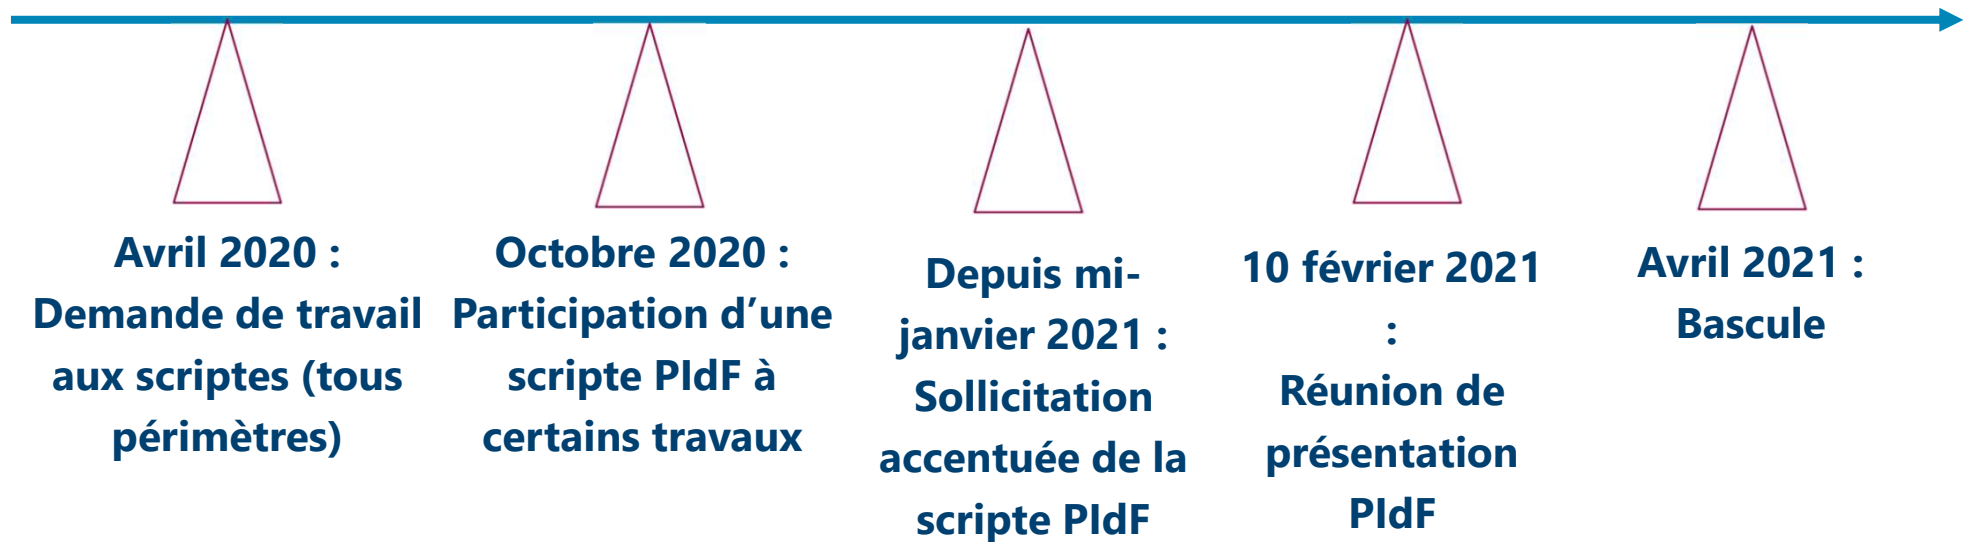 Avril 2020 :
Demande de travail
aux scriptes (tous
périmètres)
Octobre 2020 :
Participation d’une
scripte PIdF à
certains travaux
Depuis mi-
janvier 2021 :
Sollicitation
accentuée de la
scripte PIdF
10 février 2021
:
Réunion de
présentation
PIdF
Avril 2021 :
Bascule